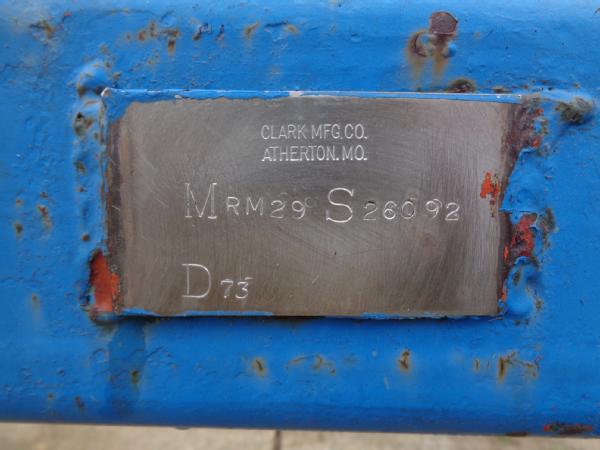 CLARK MFG. CO.
ATHERTON. MO.
M RM29 S 26092
D 73